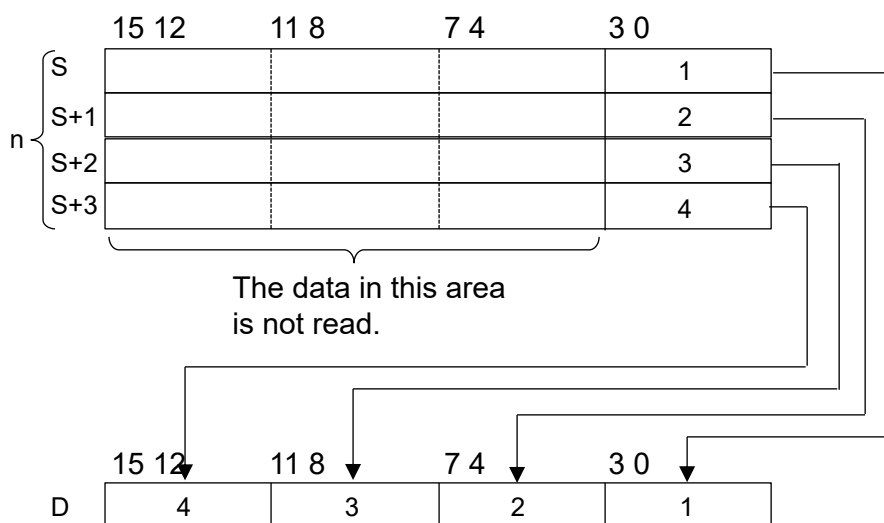 15 12 11 8 7 4 3 0
S 1
S+1 2
n
S+2 3
S+3 4
The data in this area
is not read.
15 12 11 8 7 4 3 0
D 4 3 2 1